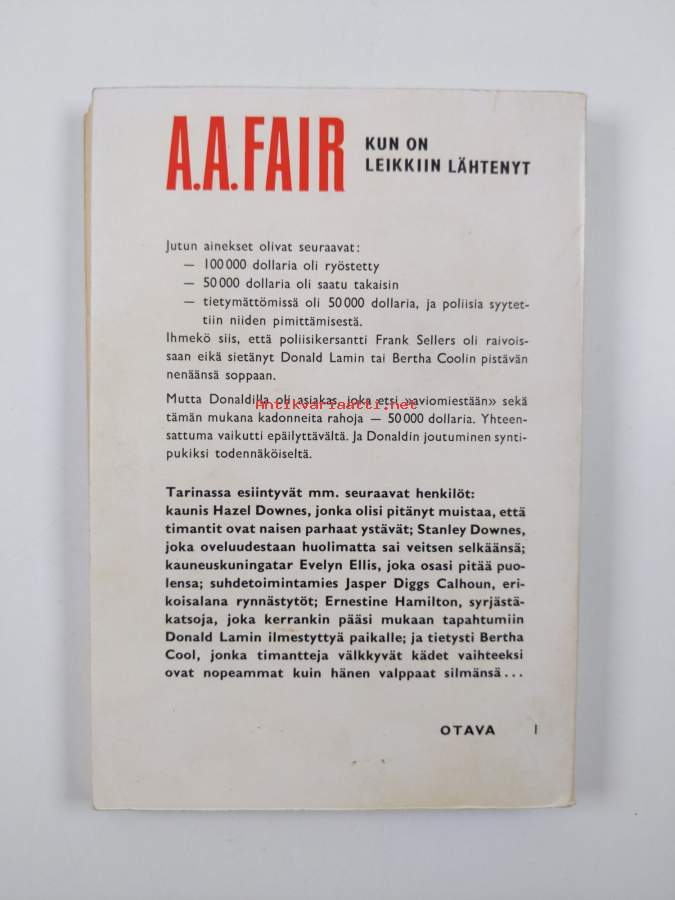 A.A.FAIR
KUN ON
LEIKKIIN LÄHTENYT
Jutun ainekset olivat seuraavat:
— 100 000 dollaria oli ryöstetty
— 50 000 dollaria oli saatu takaisin
— tietymättömissä oli 50 000 dollaria, ja poliisia syytet-
tiin niiden pimittämisestä.
Ihmekö siis, että poliisikersantti Frank Sellers oli raivois-
saan eikä sietänyt Donald Lamin tai Bertha Coolin pistävän
nenäänsä soppaan.
Mutta Donaldilla oli asiakas, joka etsi »aviomiestään» sekä
Antikvariaatti.net
tämän mukana kadonneita rahoja — 50 000 dollaria. Yhteen-
sattuma vaikutti epäilyttävältä. Ja Donaldin joutuminen synti-
pukiksi todennäköiseltä.
Tarinassa esiintyvät mm. seuraavat henkilöt:
kaunis Hazel Downes, jonka olisi pitänyt muistaa, että
timantit ovat naisen parhaat ystävät; Stanley Downes,
joka oveluudestaan huolimatta sai veitsen selkäänsä;
kauneuskuningatar Evelyn Ellis, joka osasi pitää puo-
lensa; suhdetoimintamies Jasper Diggs Calhoun, eri-
koisalana rynnästytöt; Ernestine Hamilton, syrjästä-
katsoja, joka kerrankin pääsi mukaan tapahtumiin
Donald Lamin ilmestyttyä paikalle; ja tietysti Bertha
Cool, jonka timantteja välkkyvät kädet vaihteeksi
ovat nopeammat kuin hänen valppaat silmänsä...
OTAVA I